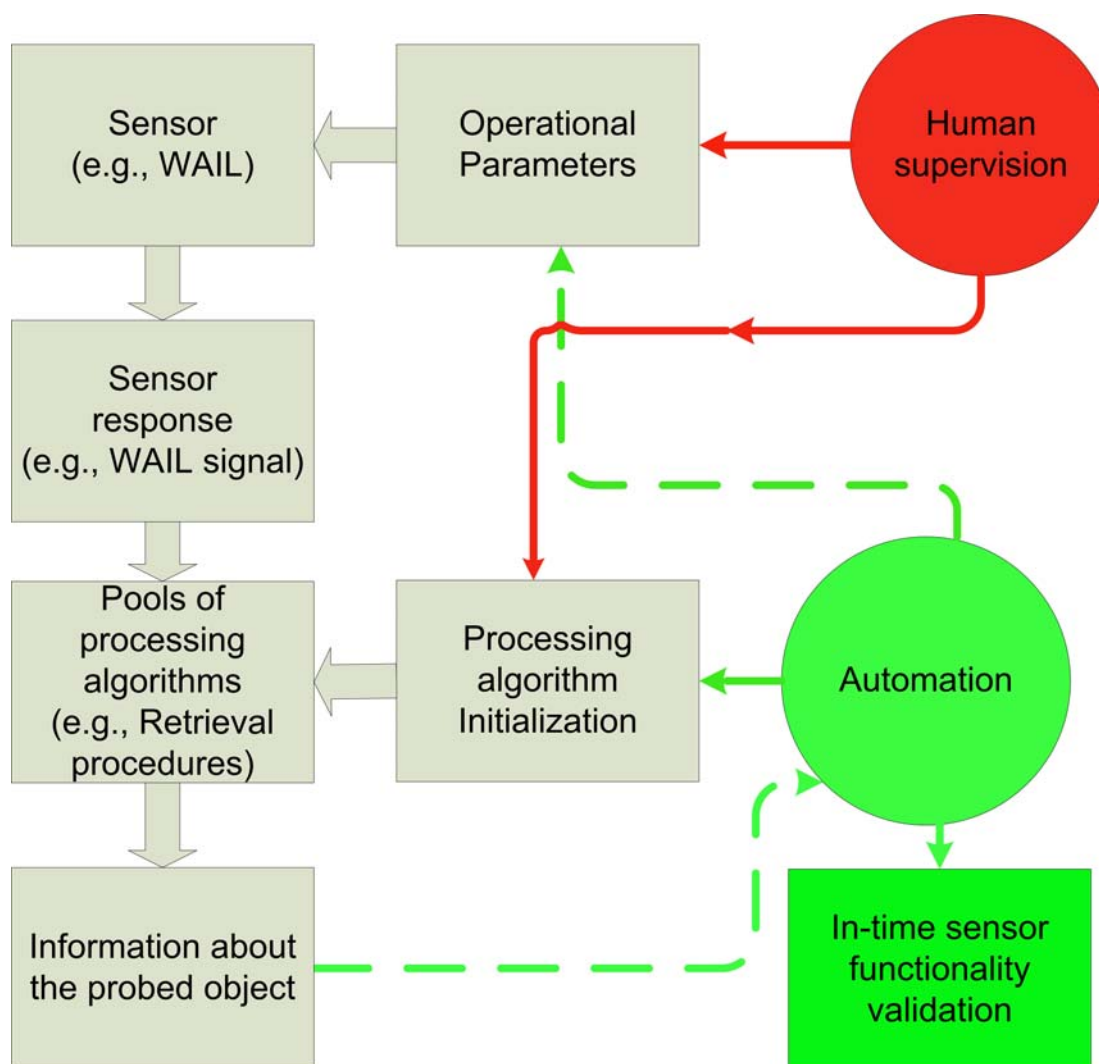 Sensor
(e.g., WAIL)
Operational
Parameters
Human
supervision
Sensor
response
(e.g., WAIL signal)
Pools of
processing
algorithms
(e.g., Retrieval
procedures)
Processing
algorithm
Initialization
Automation
Information about
the probed object
In-time sensor
functionality
validation